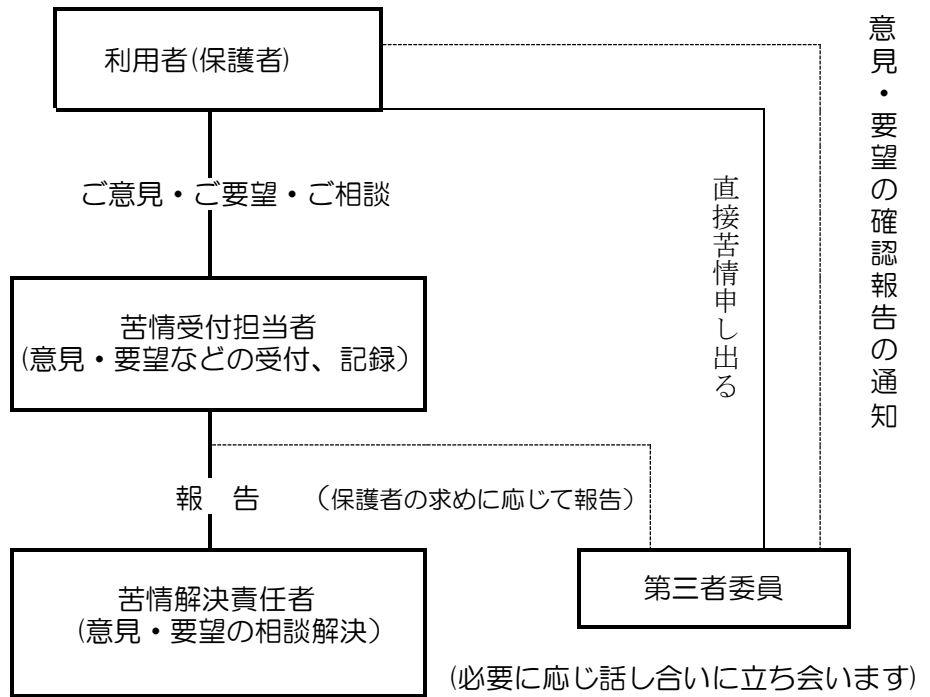 利用者(保護者)
意見・要望の確認報告の通知
直接苦情申し出る
ご意見・ご要望・ご相談
苦情受付担当者
(意見・要望などの受付、記録)
報　告　（保護者の求めに応じて報告）
苦情解決責任者
(意見・要望の相談解決)
第三者委員
(必要に応じ話し合いに立ち会います)